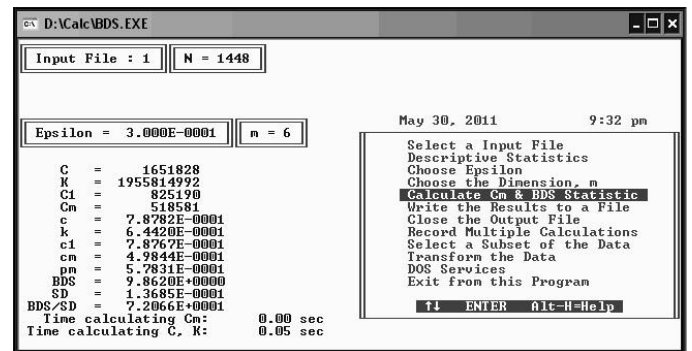 D:\Calc\BDS.EXE
Input File : 1 N = 1448
Epsilon = 3.000E-0001 m = 6
C = 1651828
K = 1955814992
C1 = 825190
Cm = 518581
c = 7.8782E-0001
k = 6.4420E-0001
c1 = 7.8767E-0001
cm = 4.9844E-0001
pm = 5.7831E-0001
BDS = 9.8620E+0000
SD = 1.3685E-0001
BDS/SD = 7.2066E+0001
Time calculating Cm: 0.00 sec
Time calculating C, K: 0.05 sec
May 30, 2011 9:32 pm
Select a Input File
Descriptive Statistics
Choose Epsilon
Choose the Dimension, m
Calculate Cm & BDS Statistic
Write the Results to a File
Close the Output File
Record Multiple Calculations
Select a Subset of the Data
Transform the Data
DOS Services
Exit from this Program
↑↓ ENTER Alt-H=Help